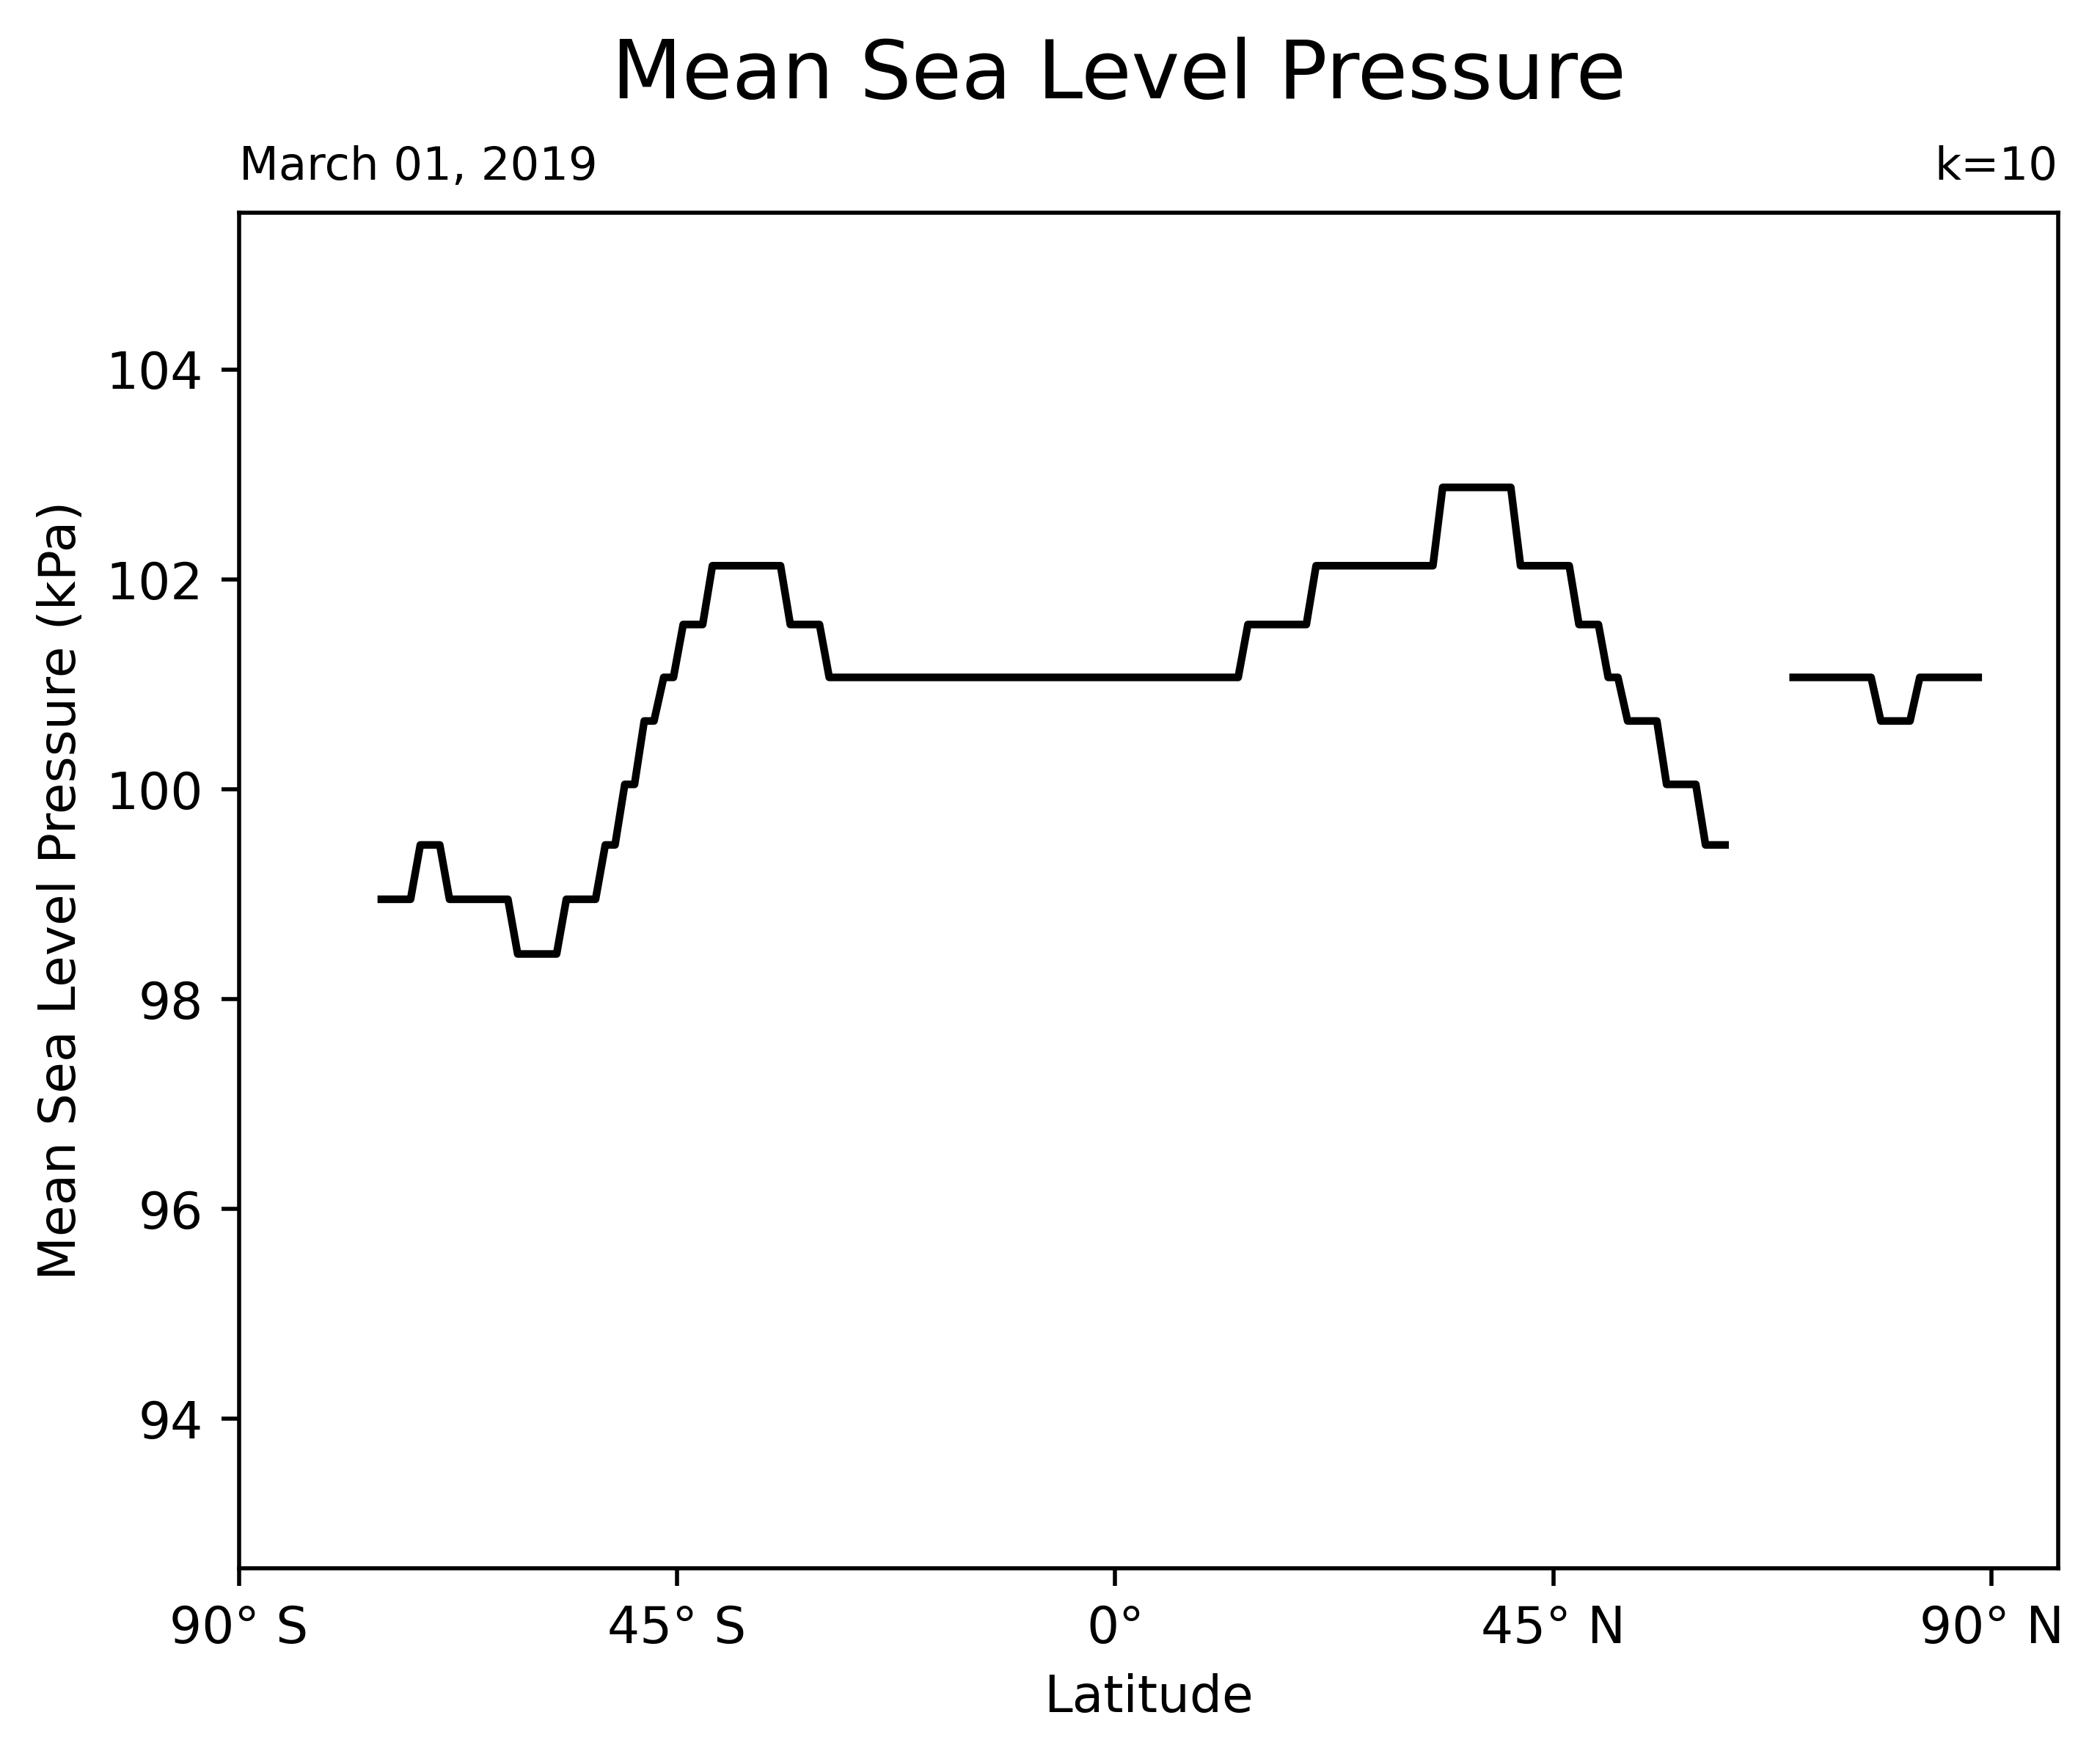 Mean Sea Level Pressure
March 01, 2019
k=10
Mean Sea Level Pressure (kPa)
104
102
100
98
96
94
90° S
45° S
0°
45° N
90° N
Latitude